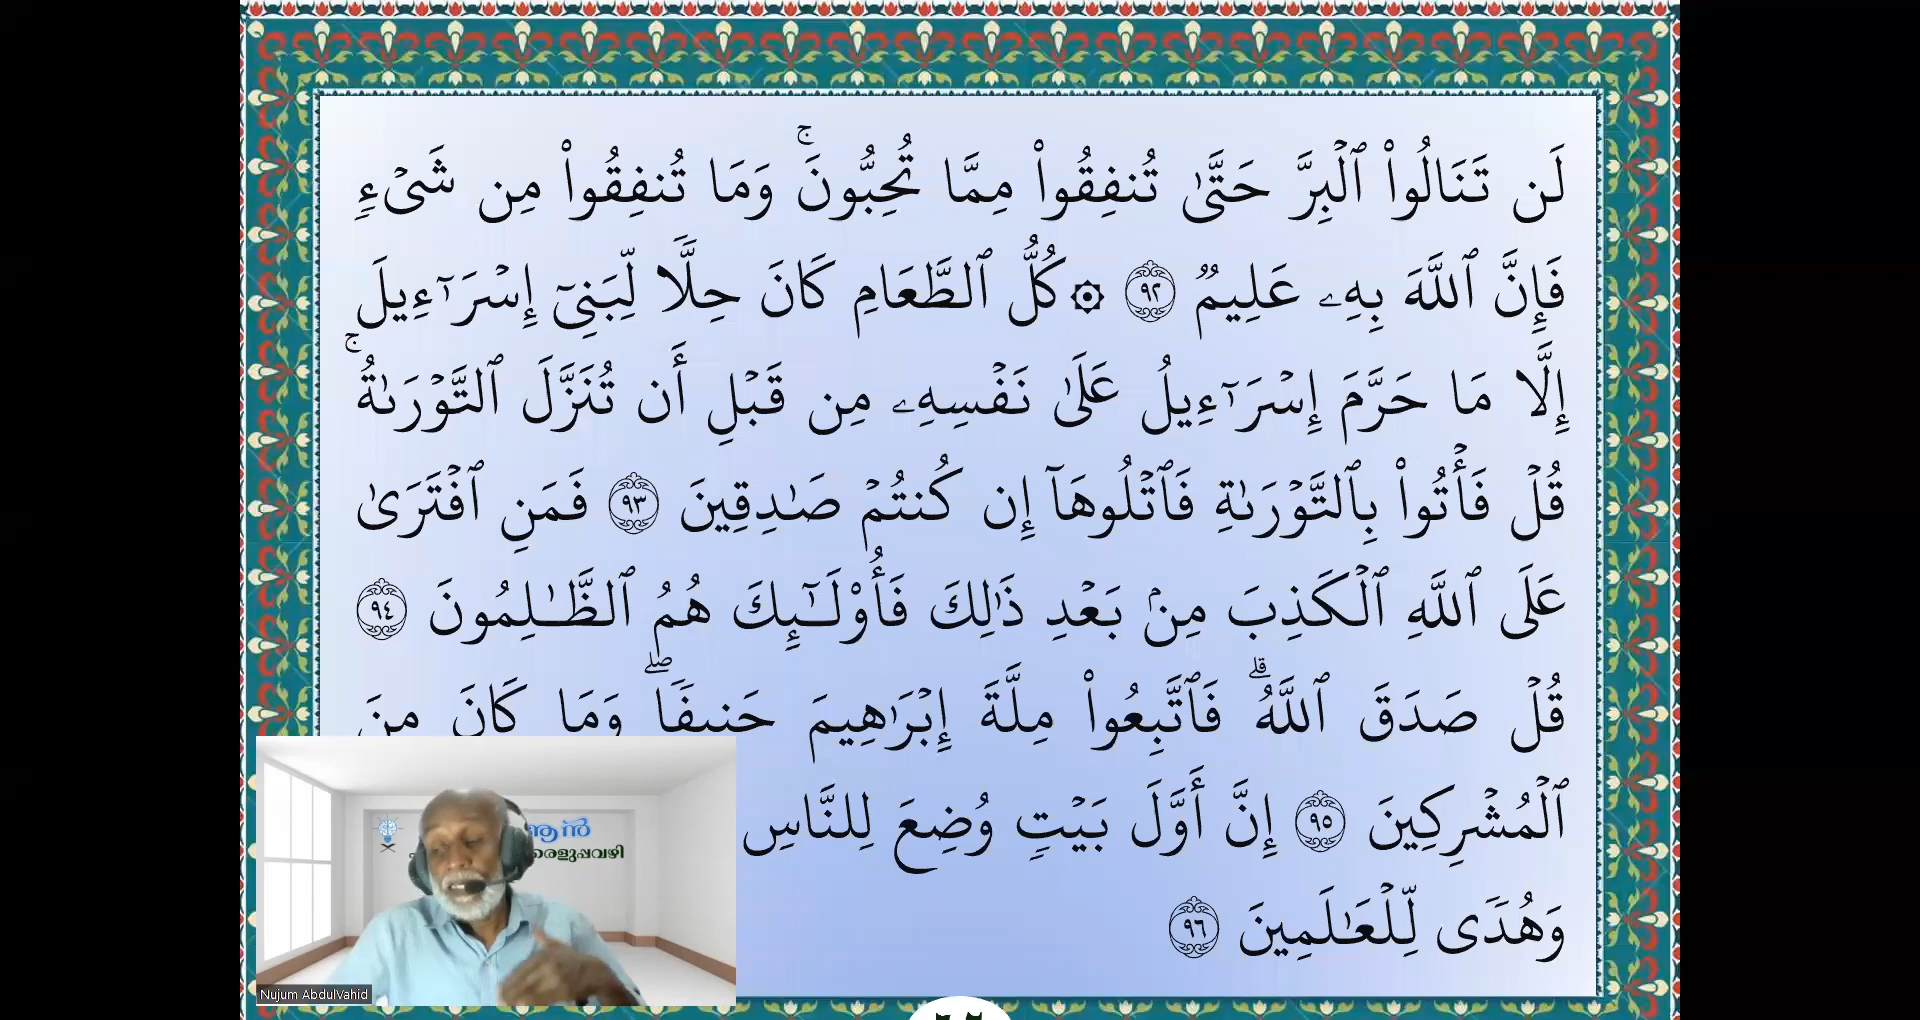 لَن تَنَالُوا۟ ٱلْبِرَّ حَتَّىٰ تُنفِقُوا۟ مِمَّا تُحِبُّونَ ۚ وَمَا تُنفِقُوا۟ مِن شَىْءٍ
فَإِنَّ ٱللَّهَ بِهِۦ عَلِيمٌ ٩٢ ۞ كُلُّ ٱلطَّعَامِ كَانَ حِلًّا لِّبَنِىٓ إِسْرَٰٓءِيلَ
إِلَّا مَا حَرَّمَ إِسْرَٰٓءِيلُ عَلَىٰ نَفْسِهِۦ مِن قَبْلِ أَن تُنَزَّلَ ٱلتَّوْرَىٰةُ ۚ
قُلْ فَأْتُوا۟ بِٱلتَّوْرَىٰةِ فَٱتْلُوهَآ إِن كُنتُمْ صَـٰدِقِينَ ٩٣ فَمَنِ ٱفْتَرَىٰ
عَلَى ٱللَّهِ ٱلْكَذِبَ مِنۢ بَعْدِ ذَٰلِكَ فَأُو۟لَـٰٓئِكَ هُمُ ٱلظَّـٰلِمُونَ ٩٤
قُلْ صَدَقَ ٱللَّهُ ۗ فَٱتَّبِعُوا۟ مِلَّةَ إِبْرَٰهِيمَ حَنِيفًا ۖ وَمَا كَانَ مِنَ
ٱلْمُشْرِكِينَ ٩٥ إِنَّ أَوَّلَ بَيْتٍ وُضِعَ لِلنَّاسِ
وَهُدًى لِّلْعَـٰلَمِينَ ٩٦
Nujum AbdulVahid